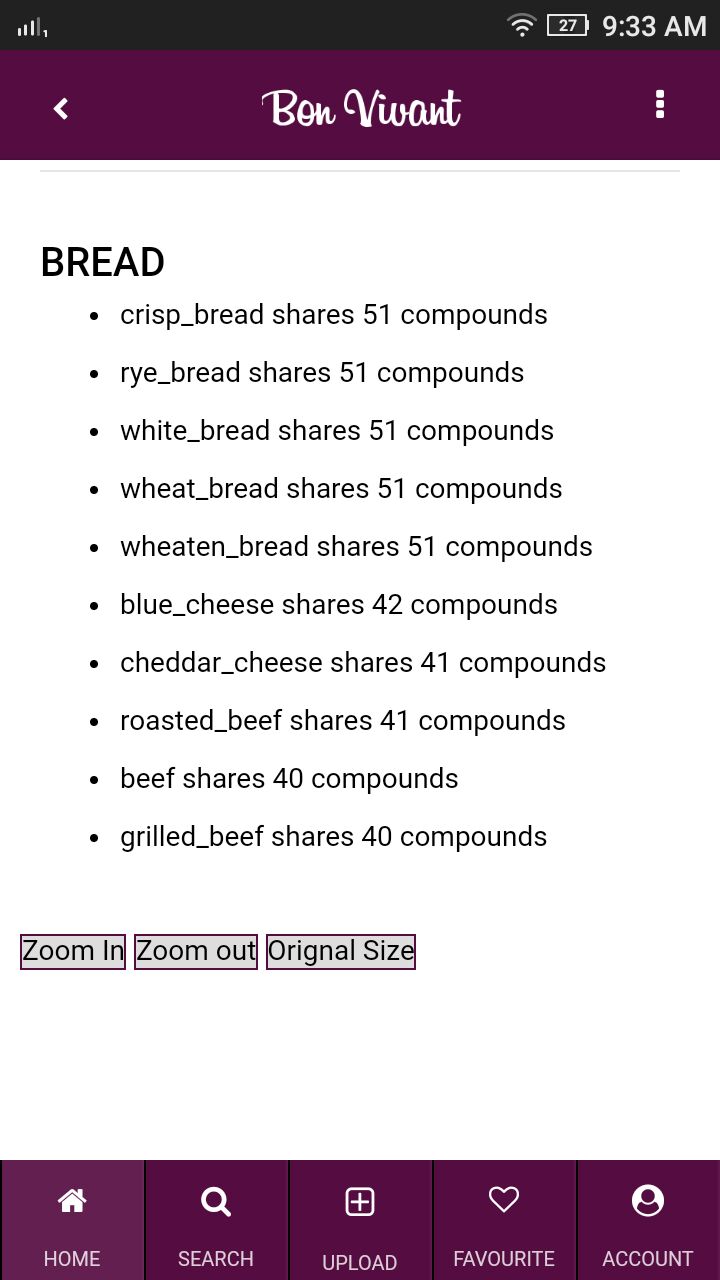 27 9:33 AM
Bon Vivant
BREAD
• crisp_bread shares 51 compounds
• rye_bread shares 51 compounds
• white_bread shares 51 compounds
• wheat_bread shares 51 compounds
• wheaten_bread shares 51 compounds
• blue_cheese shares 42 compounds
• cheddar_cheese shares 41 compounds
• roasted_beef shares 41 compounds
• beef shares 40 compounds
• grilled_beef shares 40 compounds
Zoom In Zoom out Orignal Size
HOME SEARCH UPLOAD FAVOURITE ACCOUNT